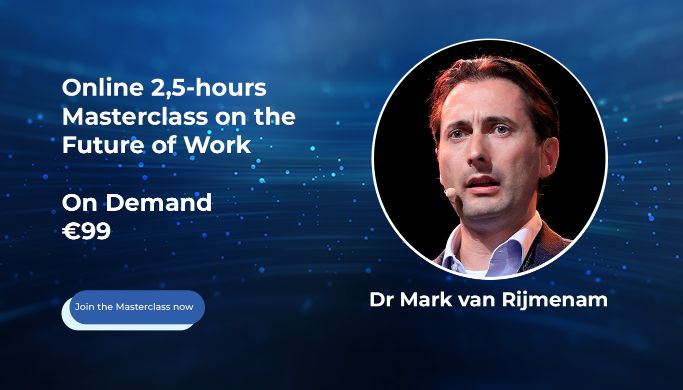 Online 2,5-hours
Masterclass on the
Future of Work
On Demand
€99
Join the Masterclass now
Dr Mark van Rijmenam